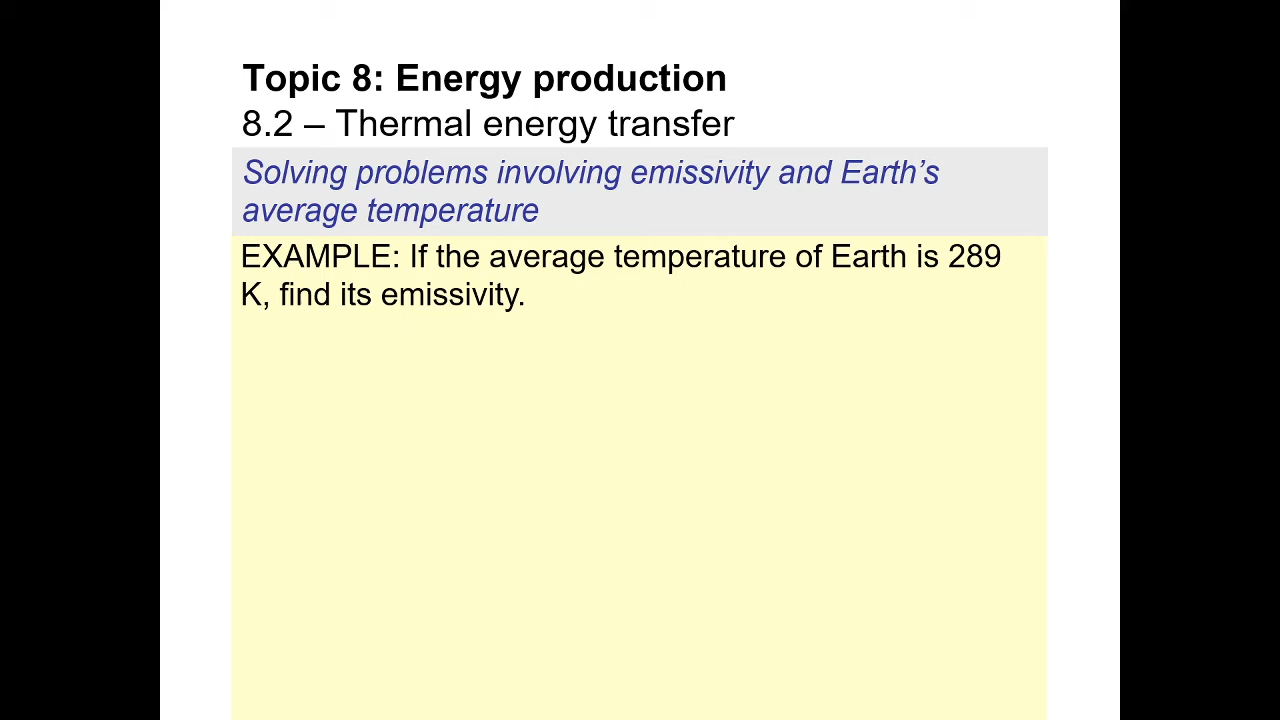 Topic 8: Energy production
8.2 – Thermal energy transfer
Solving problems involving emissivity and Earth’s
average temperature
EXAMPLE: If the average temperature of Earth is 289
K, find its emissivity.